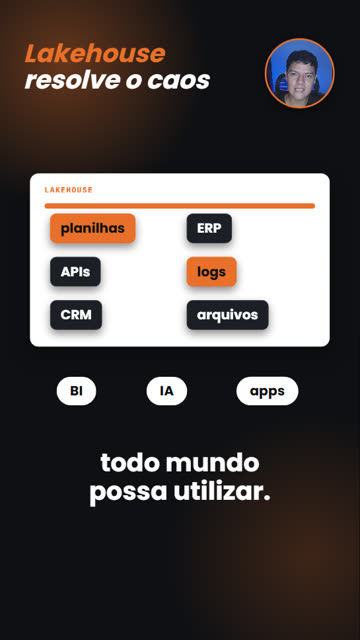 Lakehouse
resolve o caos
LAKEHOUSE
planilhas
ERP
APIs
logs
CRM
arquivos
BI
IA
apps
todo mundo
possa utilizar.